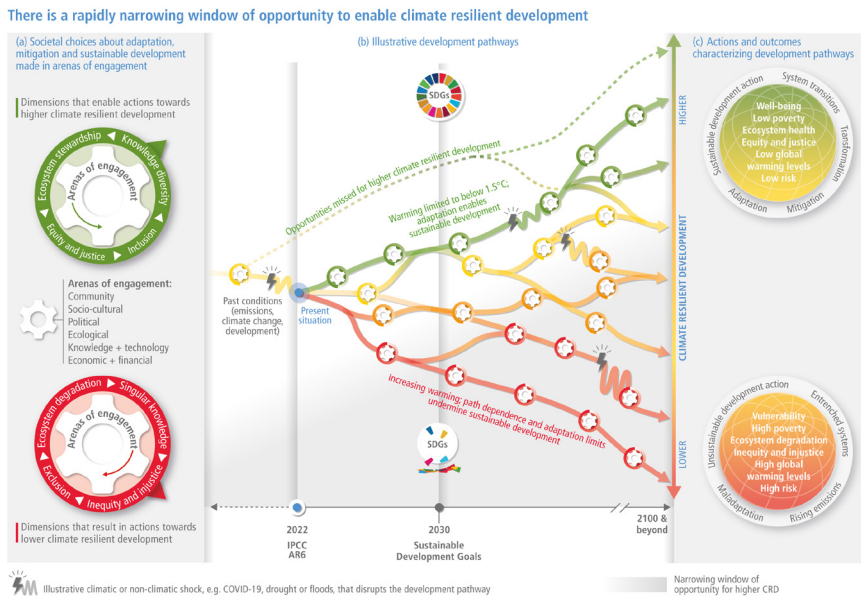 There is a rapidly narrowing window of opportunity to enable climate resilient development
(a) Societal choices about adaptation,
mitigation and sustainable development
made in arenas of engagement
Dimensions that enable actions towards
higher climate resilient development
Ecosystem stewardship
Knowledge diversity
Equity and justice
Inclusion
Arenas of engagement
Arenas of engagement:
Community
Socio-cultural
Political
Ecological
Knowledge + technology
Economic + financial
Ecosystem degradation
Singular knowledge
Exclusion
Inequity and injustice
Arenas of engagement
Dimensions that result in actions towards
lower climate resilient development
(b) Illustrative development pathways
SDGs
Opportunities missed for higher climate resilient development
Warming limited to below 1.5°C;
adaptation enables
sustainable development
Past conditions
(emissions,
climate change,
development)
Present
situation
Increasing warming; path dependence and adaptation limits
undermine sustainable development
SDGs
2022
IPCC
AR6
2030
Sustainable
Development Goals
2100 &
beyond
HIGHER
CLIMATE RESILIENT DEVELOPMENT
LOWER
(c) Actions and outcomes
characterizing development pathways
Sustainable development action
System transitions
Transformation
Mitigation
Adaptation
Well-being
Low poverty
Ecosystem health
Equity and justice
Low global
warming levels
Low risk
Unsustainable development action
Entrenched systems
Rising emissions
Maladaptation
Vulnerability
High poverty
Ecosystem degradation
Inequity and injustice
High global
warming levels
High risk
Illustrative climatic or non-climatic shock, e.g. COVID-19, drought or floods, that disrupts the development pathway
Narrowing window of
opportunity for higher CRD